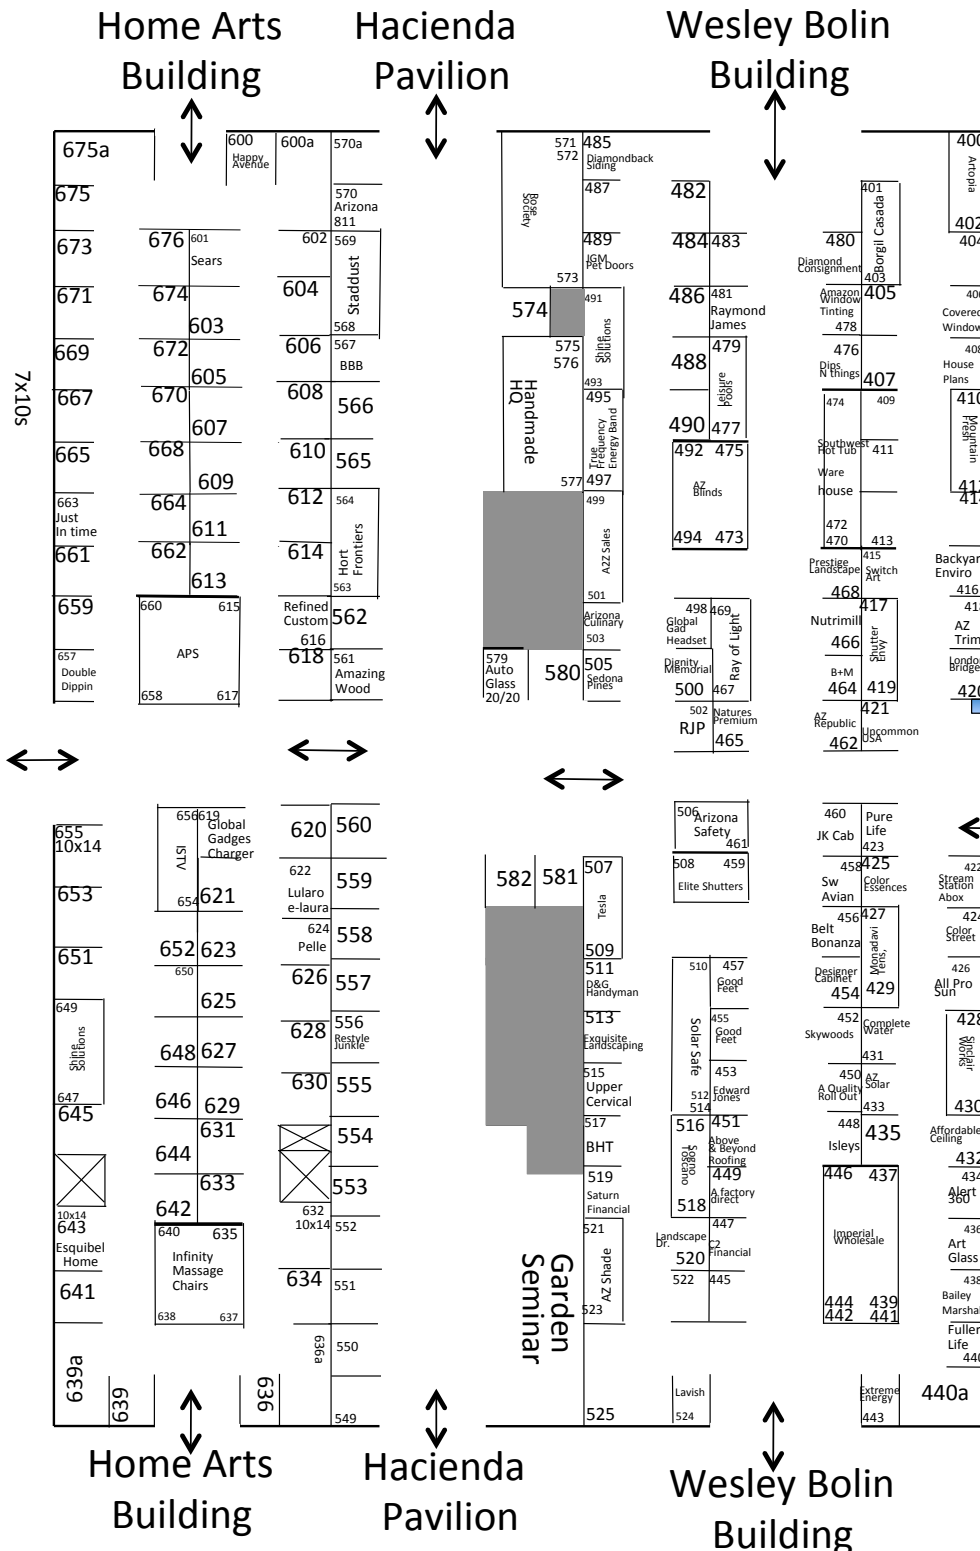 Home Arts
Building
Hacienda
Pavilion
Wesley Bolin
Building
7x10s
675a
675
673
671
669
667
665
663
Just
In time
661
659
657
Double
Dippin
676
601
Sears
674
603
672
605
670
607
668
609
664
611
662
613
660
615
APS
658
617
600
Happy
Avenue
600a
570a
570
Arizona
811
602
569
Staddust
604
568
606
567
BBB
608
566
610
565
612
564
Hort
Frontiers
614
563
Refined
Custom
616
562
618
561
Amazing
Wood
571
572
Rose
Society
573
574
575
576
Handmade
HQ
577
579
Auto
Glass
20/20
580
485
Diamondback
Siding
487
489
JGM
Pet Doors
491
Shine
Solutions
493
495
True
Frequency
Energy Band
497
499
A2Z Sales
501
Arizona
Culinary
503
505
Sedona
Pines
482
484
483
486
481
Raymond
James
488
479
Leisure
Pools
490
477
492
475
AZ
Blinds
494
473
498
469
Global
Gad
Headset
Ray of Light
Dignity
Memorial
500
467
502
RJP
Natures
Premium
465
401
Borgil Casada
403
480
Diamond
Consignment
Amazon
Window
Tinting
478
405
476
Dips
N things
407
474
409
Southwest
Hot Tub
Ware
house
411
472
470
413
Prestige
Landscape
468
415
Switch
Art
417
Nutrimill
466
Shutter
Envy
B+M
464
419
AZ
Republic
462
421
Uncommon
USA
400
Artopia
402
404
406
Covered
Window
408
House
Plans
410
Mountain
Fresh
412
414
Backyar
Enviro
416
418
AZ
Trim
London
Bridge
420
655
10x14
653
651
649
Shine
Solutions
647
645
10x14
643
Esquibel
Home
641
639a
639
656
619
Global
Gadges
Charger
ISTV
654
621
652
623
650
625
648
627
646
629
631
644
633
642
640
635
Infinity
Massage
Chairs
638
637
636
620
560
622
Lularo
e-laura
559
624
Pelle
558
626
557
628
556
Restyle
Junkie
630
555
554
553
632
10x14
552
634
551
636a
550
549
582
581
507
Tesla
509
511
D&G
Handyman
513
Exquisite
Landscaping
515
Upper
Cervical
517
BHT
519
Saturn
Financial
521
AZ Shade
523
Garden
Seminar
525
506
Arizona
Safety
461
508
459
Elite Shutters
510
457
Good
Feet
Solar Safe
455
Good
Feet
453
Edward
Jones
512
514
516
451
Above
& Beyond
Roofing
Sogno
Toscano
449
A factory
direct
518
447
Landscape
Dr.
520
C2
Financial
522
445
Lavish
524
460
JK Cab
Pure
Life
423
458
425
Sw
Avian
Color
Essences
456
427
Belt
Bonanza
Monadavi
Tens,
Designer
Cabinet
454
429
452
Skywoods
Complete
Water
431
450
A Quality
Roll Out
AZ
Solar
433
448
Isleys
435
446
437
Imperial
Wholesale
444
439
442
441
Extreme
Energy
443
422
Stream
Station
Abox
424
Color
Street
426
All Pro
Sun
428
Sinclair
Works
430
Affordable
Ceiling
432
434
Alert
360
436
Art
Glass
438
Bailey
Marshal
Fuller
Life
440
440a
Home Arts
Building
Hacienda
Pavilion
Wesley Bolin
Building